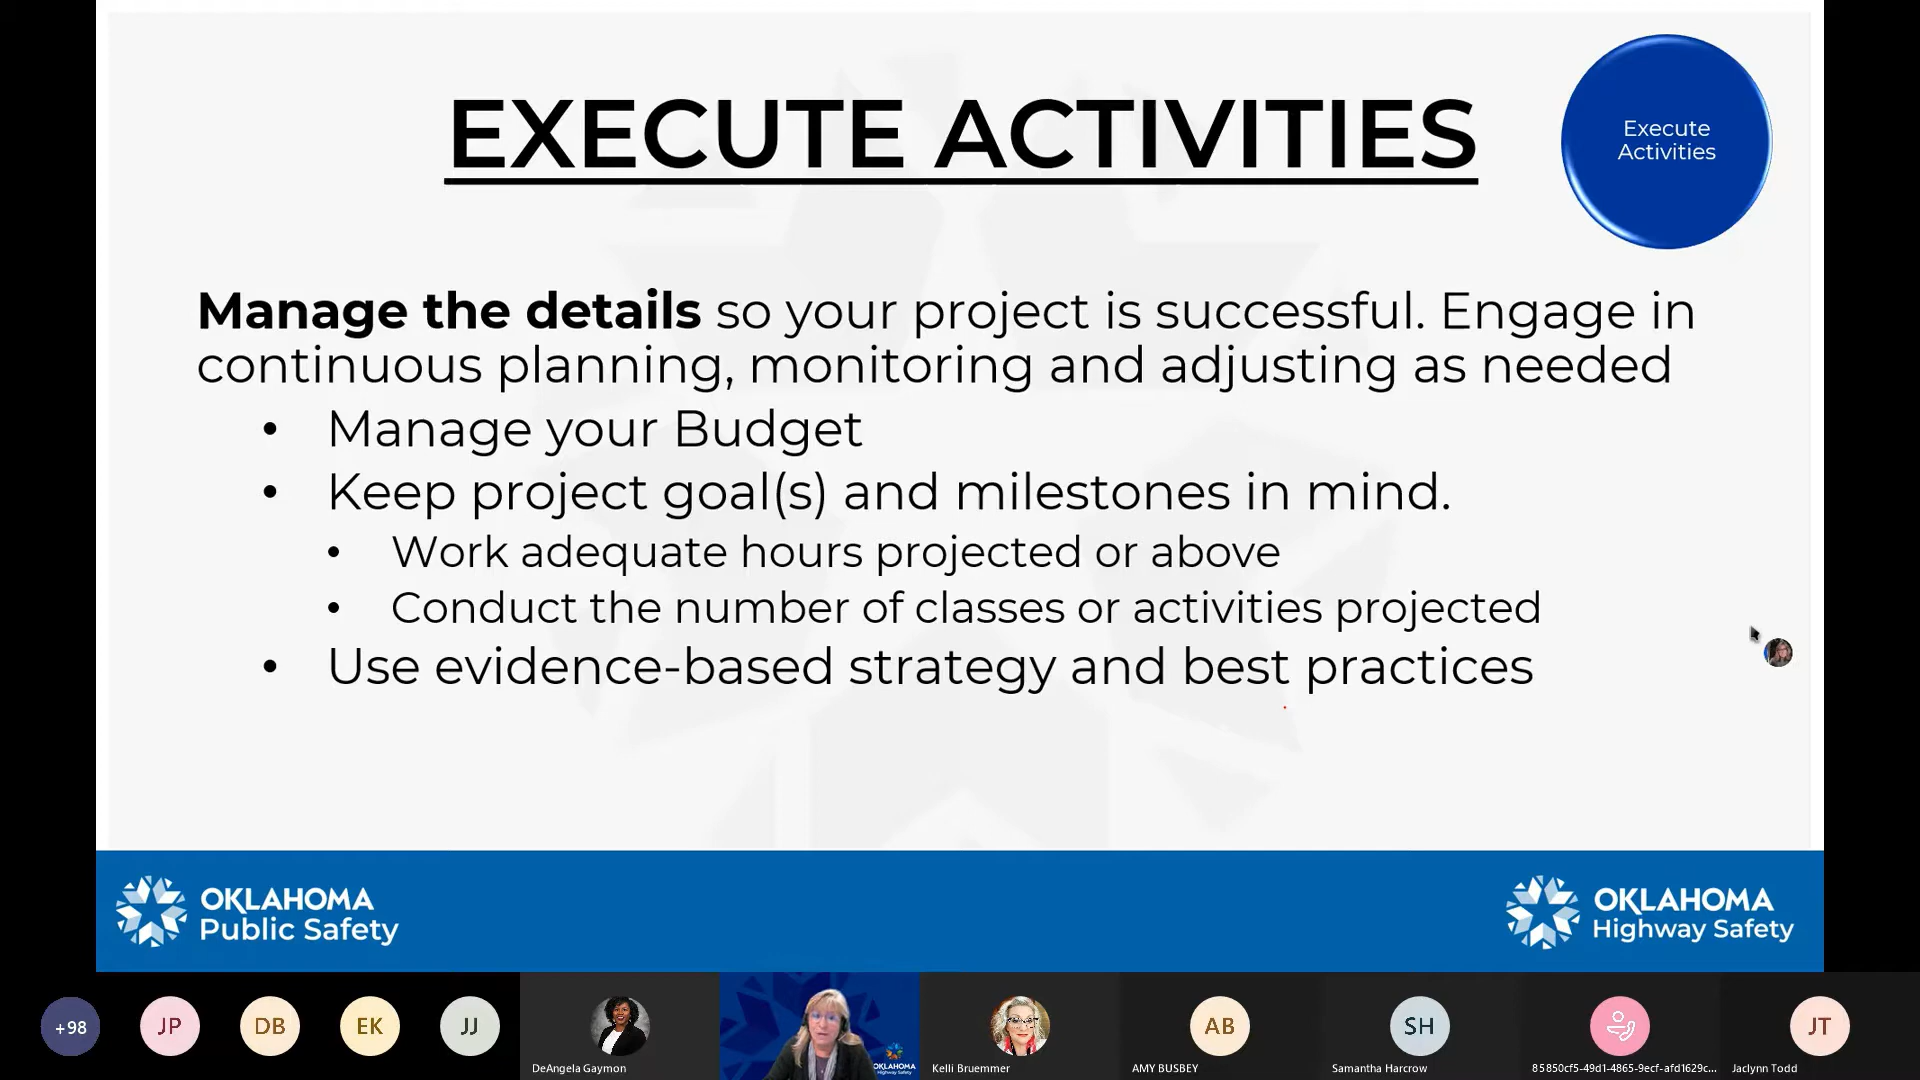 EXECUTE ACTIVITIES
Execute
Activities
Manage the details so your project is successful. Engage in
continuous planning, monitoring and adjusting as needed
• Manage your Budget
• Keep project goal(s) and milestones in mind.
• Work adequate hours projected or above
• Conduct the number of classes or activities projected
• Use evidence-based strategy and best practices
OKLAHOMA
Public Safety
OKLAHOMA
Highway Safety
+98
JP
DB
EK
JJ
DeAngela Gaymon
OKLAHOMA
Highway Safety
Kelli Bruemmer
AB
AMY BUSBEY
SH
Samantha Harcrow
85850cf5-49d1-4865-9ecf-afd1629c...
JT
Jaclynn Todd